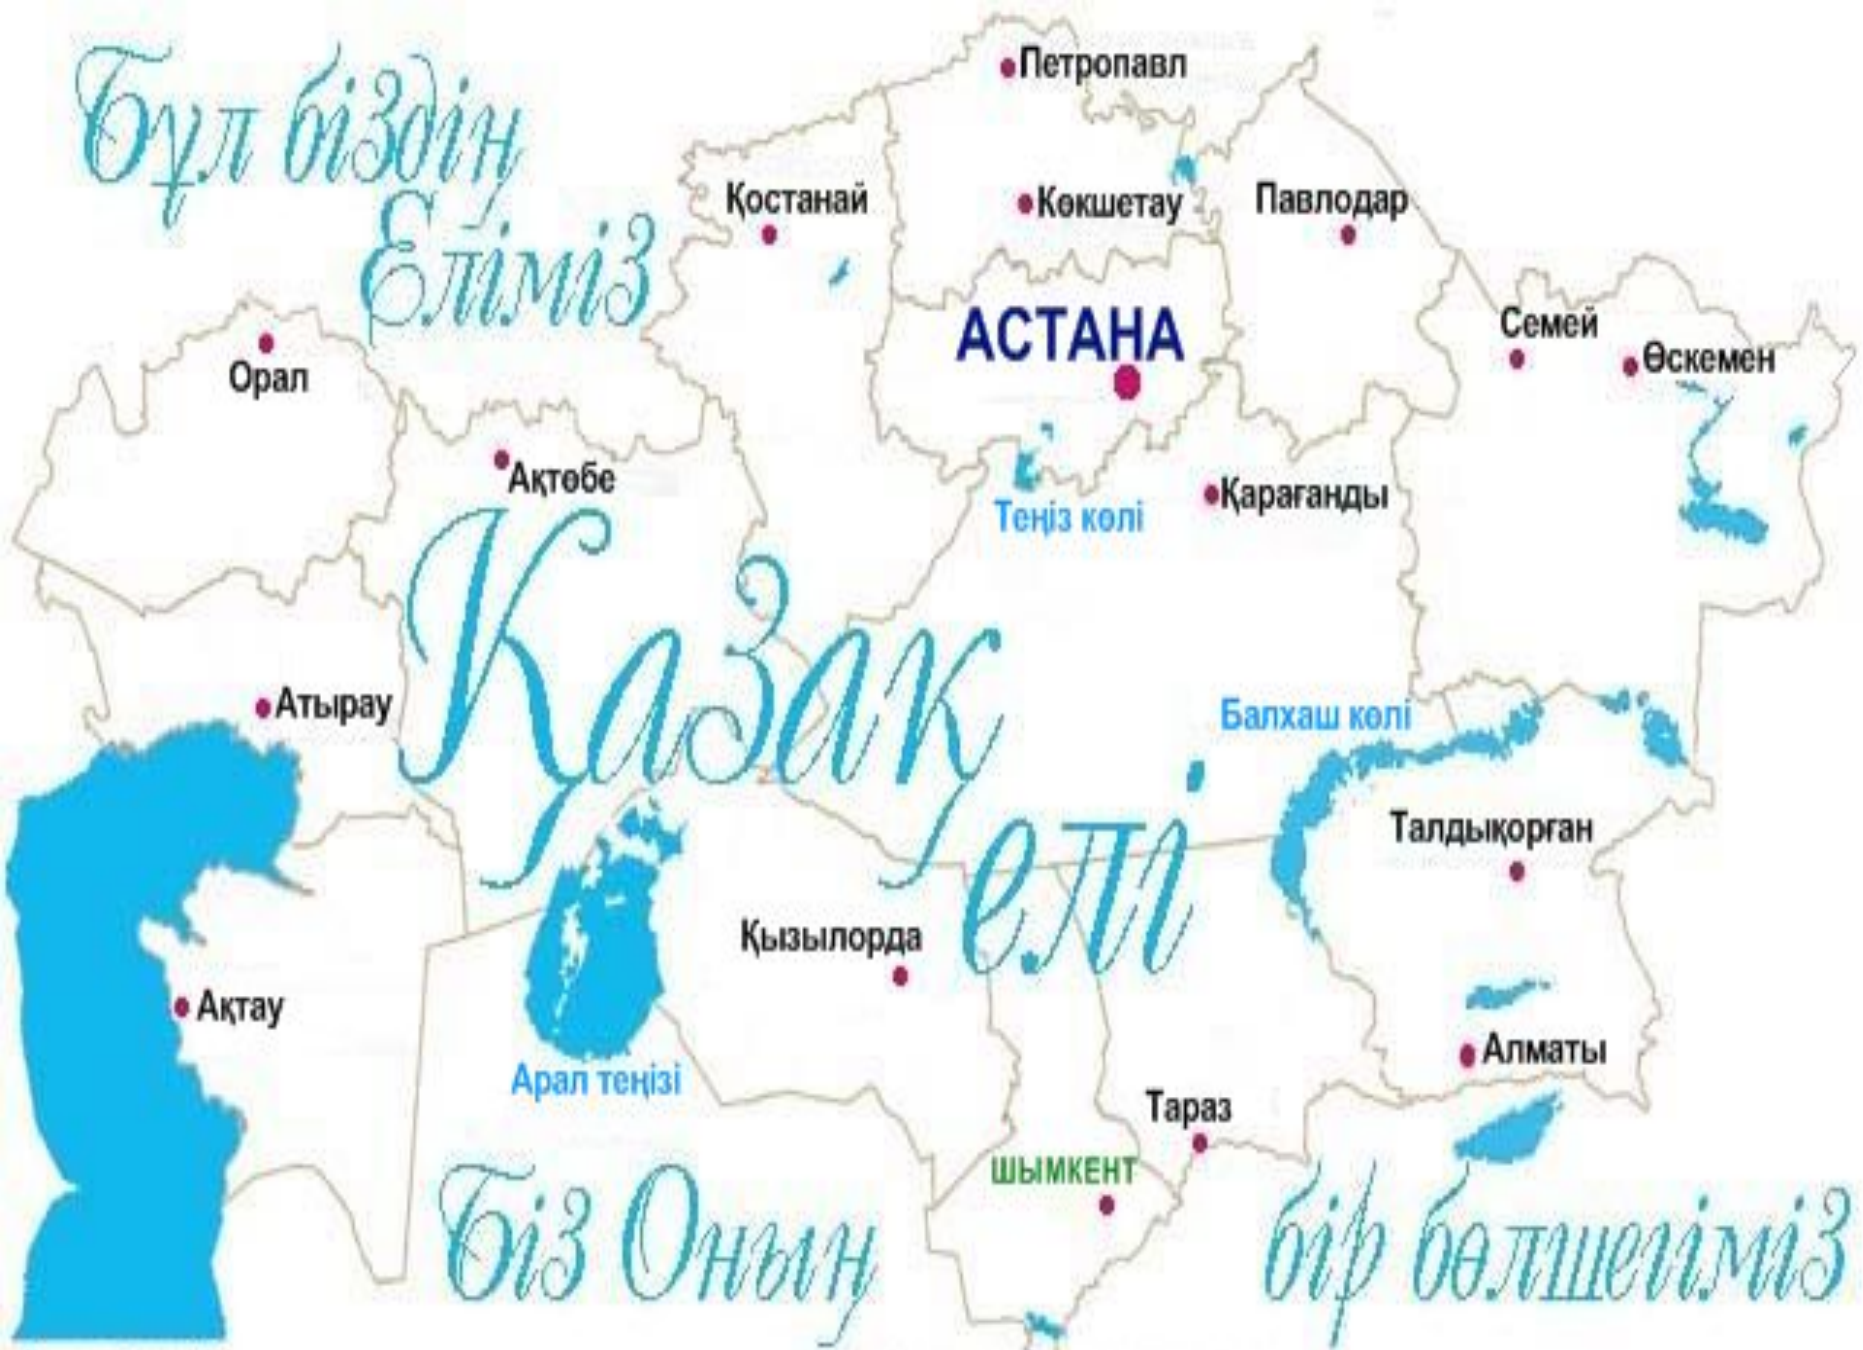 Бұл біздің
Еліміз
Петропавл
Қостанай
Көкшетау
Павлодар
АСТАНА
Семей
Өскемен
Орал
Ақтөбе
Теңіз көлі
Қарағанды
Қазақ
елі
Атырау
Балхаш көлі
Талдықорған
Қызылорда
Ақтау
Алматы
Арал теңізі
Тараз
ШЫМКЕНТ
Біз Оның
бір бөлшегіміз